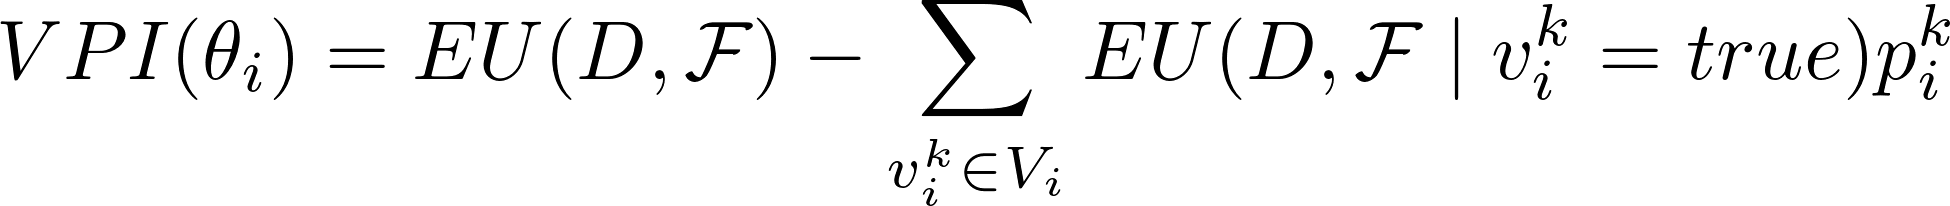 VPI(θ_i) = EU(D, ℱ) − ∑_{v_i^k ∈ V_i} EU(D, ℱ | v_i^k = true)p_i^k